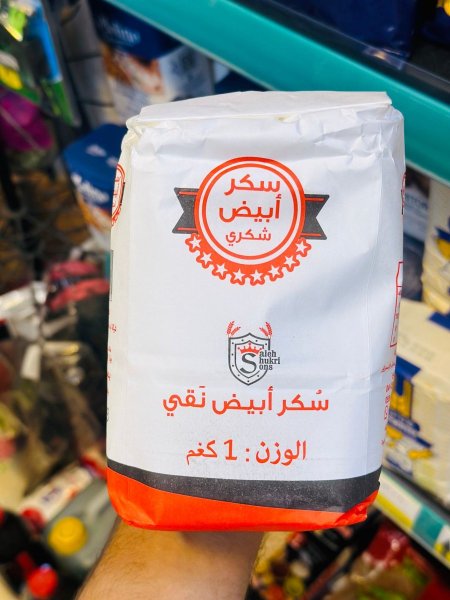 سكر
أبيض
شكري
Saleh
Shukri
Sons
سُكر أبيض نَقي
الوزن : 1 كغم